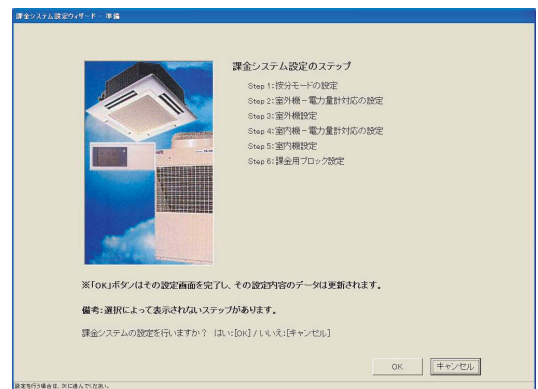 課金システム設定ウィザード - 準備
課金システム設定のステップ
Step 1:按分モードの設定
Step 2:室外機－電力量計対応の設定
Step 3:室外機設定
Step 4:室内機－電力量計対応の設定
Step 5:室内機設定
Step 6:課金用ブロック設定
※「OK」ボタンはその設定画面を完了し、その設定内容のデータは更新されます。
備考:選択によって表示されないステップがあります。
課金システムの設定を行いますか？ はい:[OK] / いいえ:[キャンセル]
OK キャンセル
設定を行う場合は、次に進んでください。